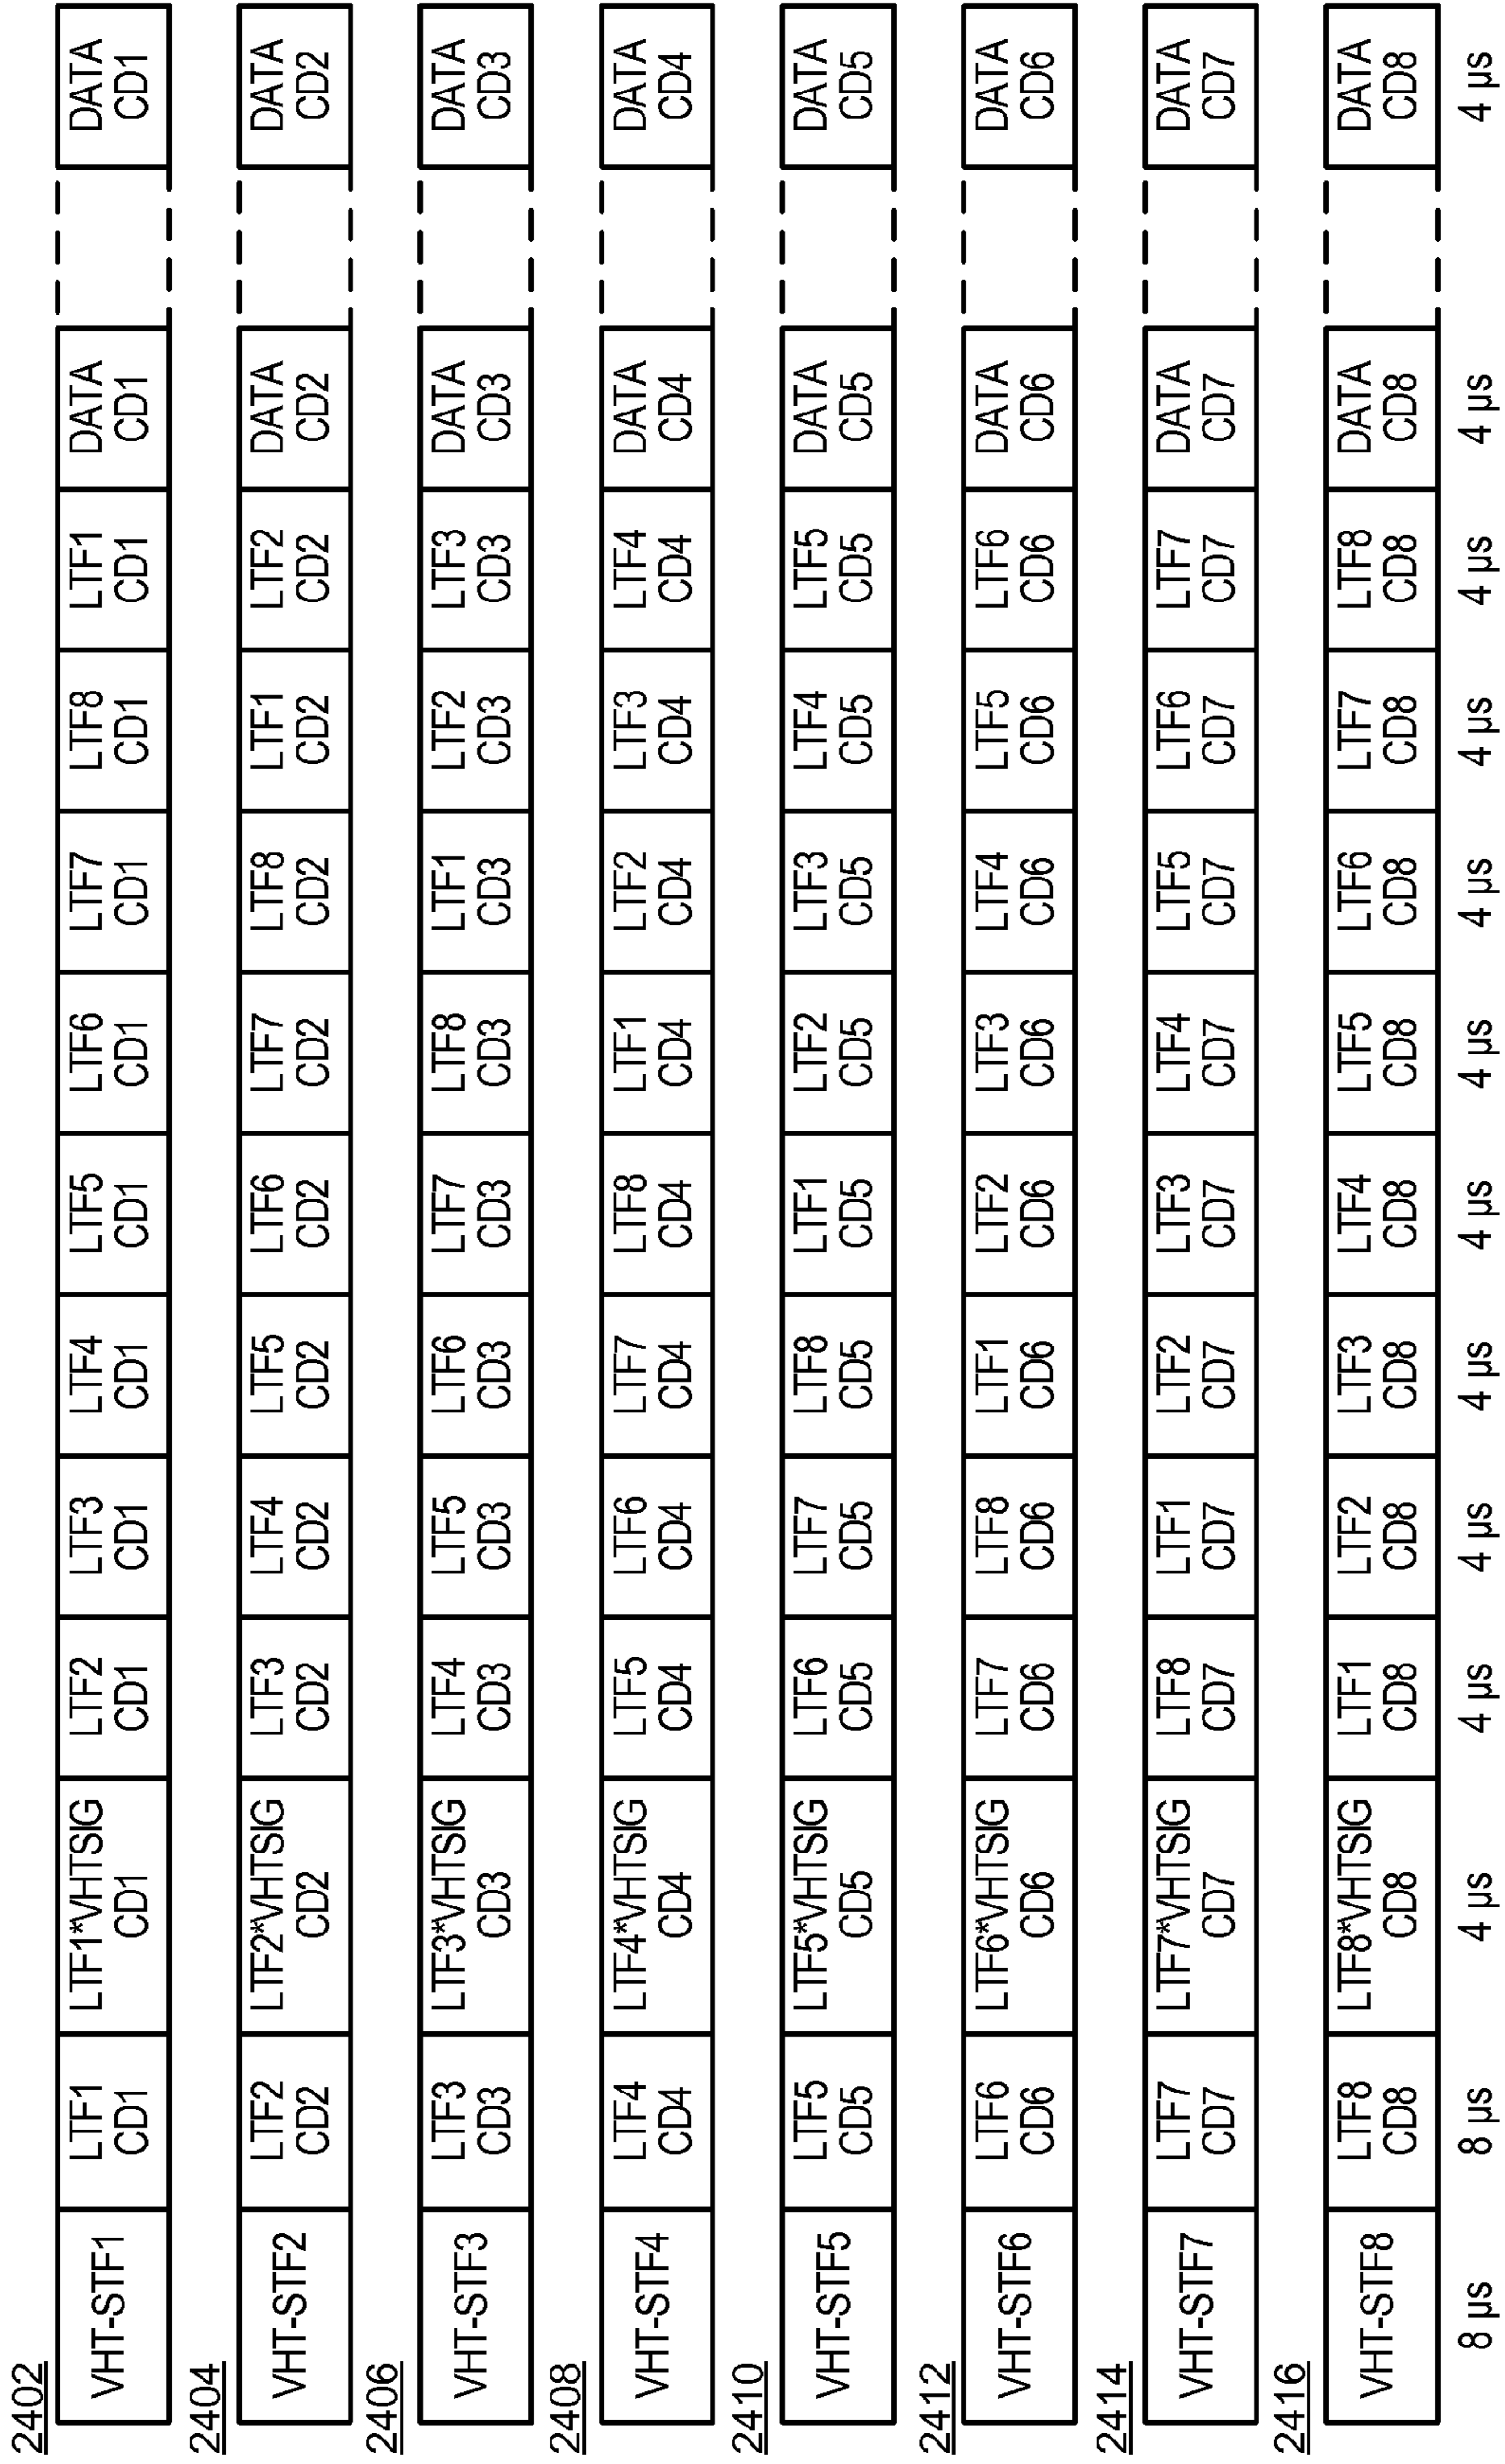 2402
VHT-STF1
LTF1
CD1
LTF1*VHTSIG
CD1
LTF2
CD1
LTF3
CD1
LTF4
CD1
LTF5
CD1
LTF6
CD1
LTF7
CD1
LTF8
CD1
LTF1
CD1
DATA
CD1
DATA
CD1
2404
VHT-STF2
LTF2
CD2
LTF2*VHTSIG
CD2
LTF3
CD2
LTF4
CD2
LTF5
CD2
LTF6
CD2
LTF7
CD2
LTF8
CD2
LTF1
CD2
LTF2
CD2
DATA
CD2
DATA
CD2
2406
VHT-STF3
LTF3
CD3
LTF3*VHTSIG
CD3
LTF4
CD3
LTF5
CD3
LTF6
CD3
LTF7
CD3
LTF8
CD3
LTF1
CD3
LTF2
CD3
LTF3
CD3
DATA
CD3
DATA
CD3
2408
VHT-STF4
LTF4
CD4
LTF4*VHTSIG
CD4
LTF5
CD4
LTF6
CD4
LTF7
CD4
LTF8
CD4
LTF1
CD4
LTF2
CD4
LTF3
CD4
LTF4
CD4
DATA
CD4
DATA
CD4
2410
VHT-STF5
LTF5
CD5
LTF5*VHTSIG
CD5
LTF6
CD5
LTF7
CD5
LTF8
CD5
LTF1
CD5
LTF2
CD5
LTF3
CD5
LTF4
CD5
LTF5
CD5
DATA
CD5
DATA
CD5
2412
VHT-STF6
LTF6
CD6
LTF6*VHTSIG
CD6
LTF7
CD6
LTF8
CD6
LTF1
CD6
LTF2
CD6
LTF3
CD6
LTF4
CD6
LTF5
CD6
LTF6
CD6
DATA
CD6
DATA
CD6
2414
VHT-STF7
LTF7
CD7
LTF7*VHTSIG
CD7
LTF8
CD7
LTF1
CD7
LTF2
CD7
LTF3
CD7
LTF4
CD7
LTF5
CD7
LTF6
CD7
LTF7
CD7
DATA
CD7
DATA
CD7
2416
VHT-STF8
LTF8
CD8
LTF8*VHTSIG
CD8
LTF1
CD8
LTF2
CD8
LTF3
CD8
LTF4
CD8
LTF5
CD8
LTF6
CD8
LTF7
CD8
LTF8
CD8
DATA
CD8
DATA
CD8
8 µs
8 µs
4 µs
4 µs
4 µs
4 µs
4 µs
4 µs
4 µs
4 µs
4 µs
4 µs
4 µs